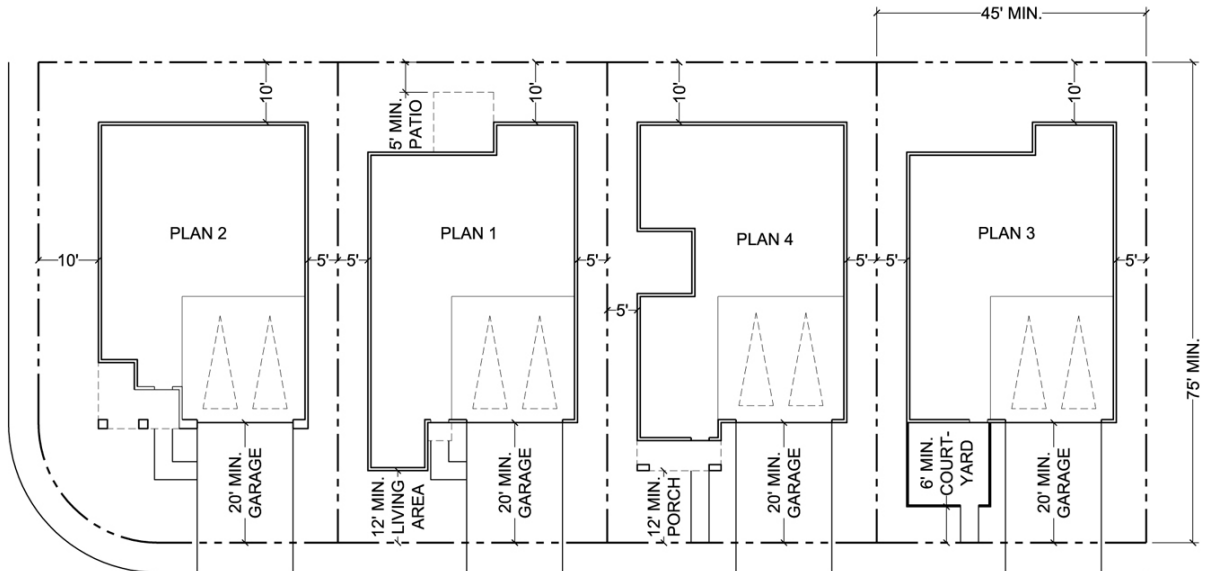 45' MIN.
10'
5' MIN.
PATIO
10'
10'
10'
PLAN 2
PLAN 1
PLAN 4
PLAN 3
10'
5'
5'
5'
5'
5'
5'
5'
75' MIN.
20' MIN.
GARAGE
12' MIN.
LIVING
AREA
20' MIN.
GARAGE
12' MIN.
PORCH
20' MIN.
GARAGE
6' MIN.
COURT-
YARD
20' MIN.
GARAGE